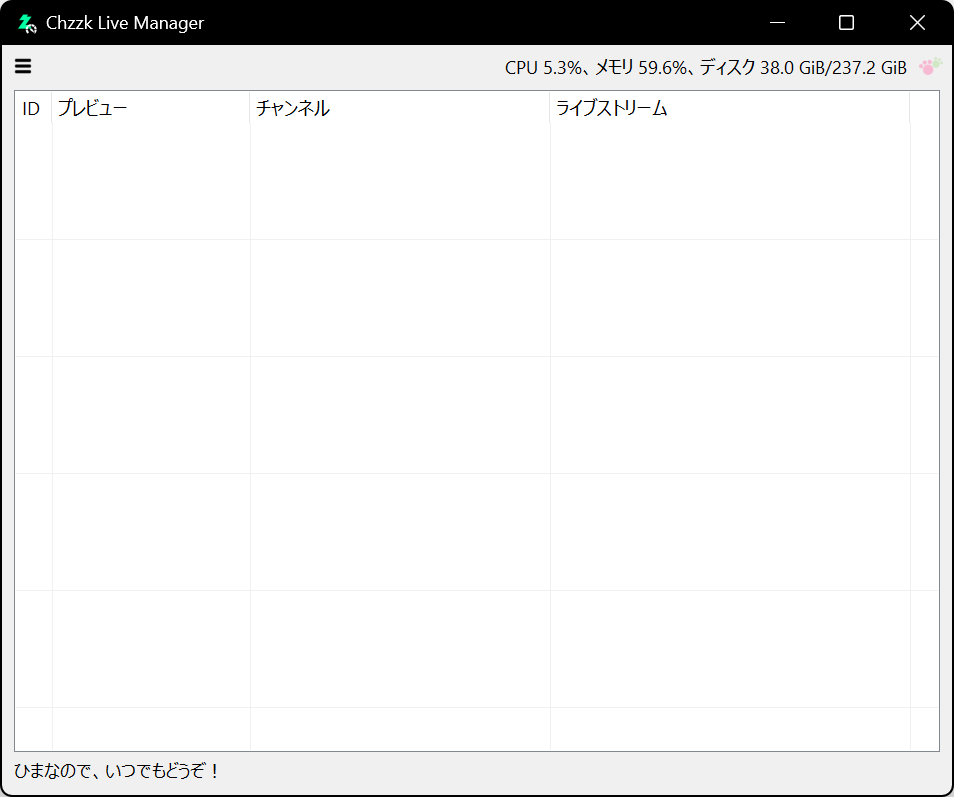 Chzzk Live Manager
CPU 5.3%、メモリ 59.6%、ディスク 38.0 GiB/237.2 GiB
ID プレビュー チャンネル ライブストリーム
ひまなので、いつでもどうぞ！